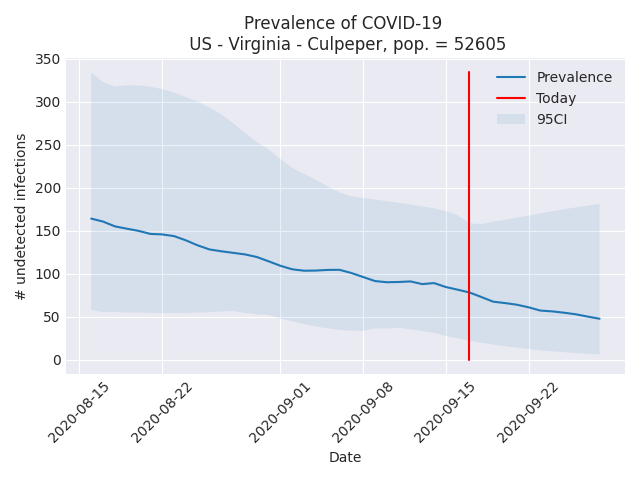 Prevalence of COVID-19
US - Virginia - Culpeper, pop. = 52605
350
300
250
200
150
100
50
0
# undetected infections
Prevalence
Today
95CI
2020-08-15
2020-08-22
2020-09-01
2020-09-08
2020-09-15
2020-09-22
Date